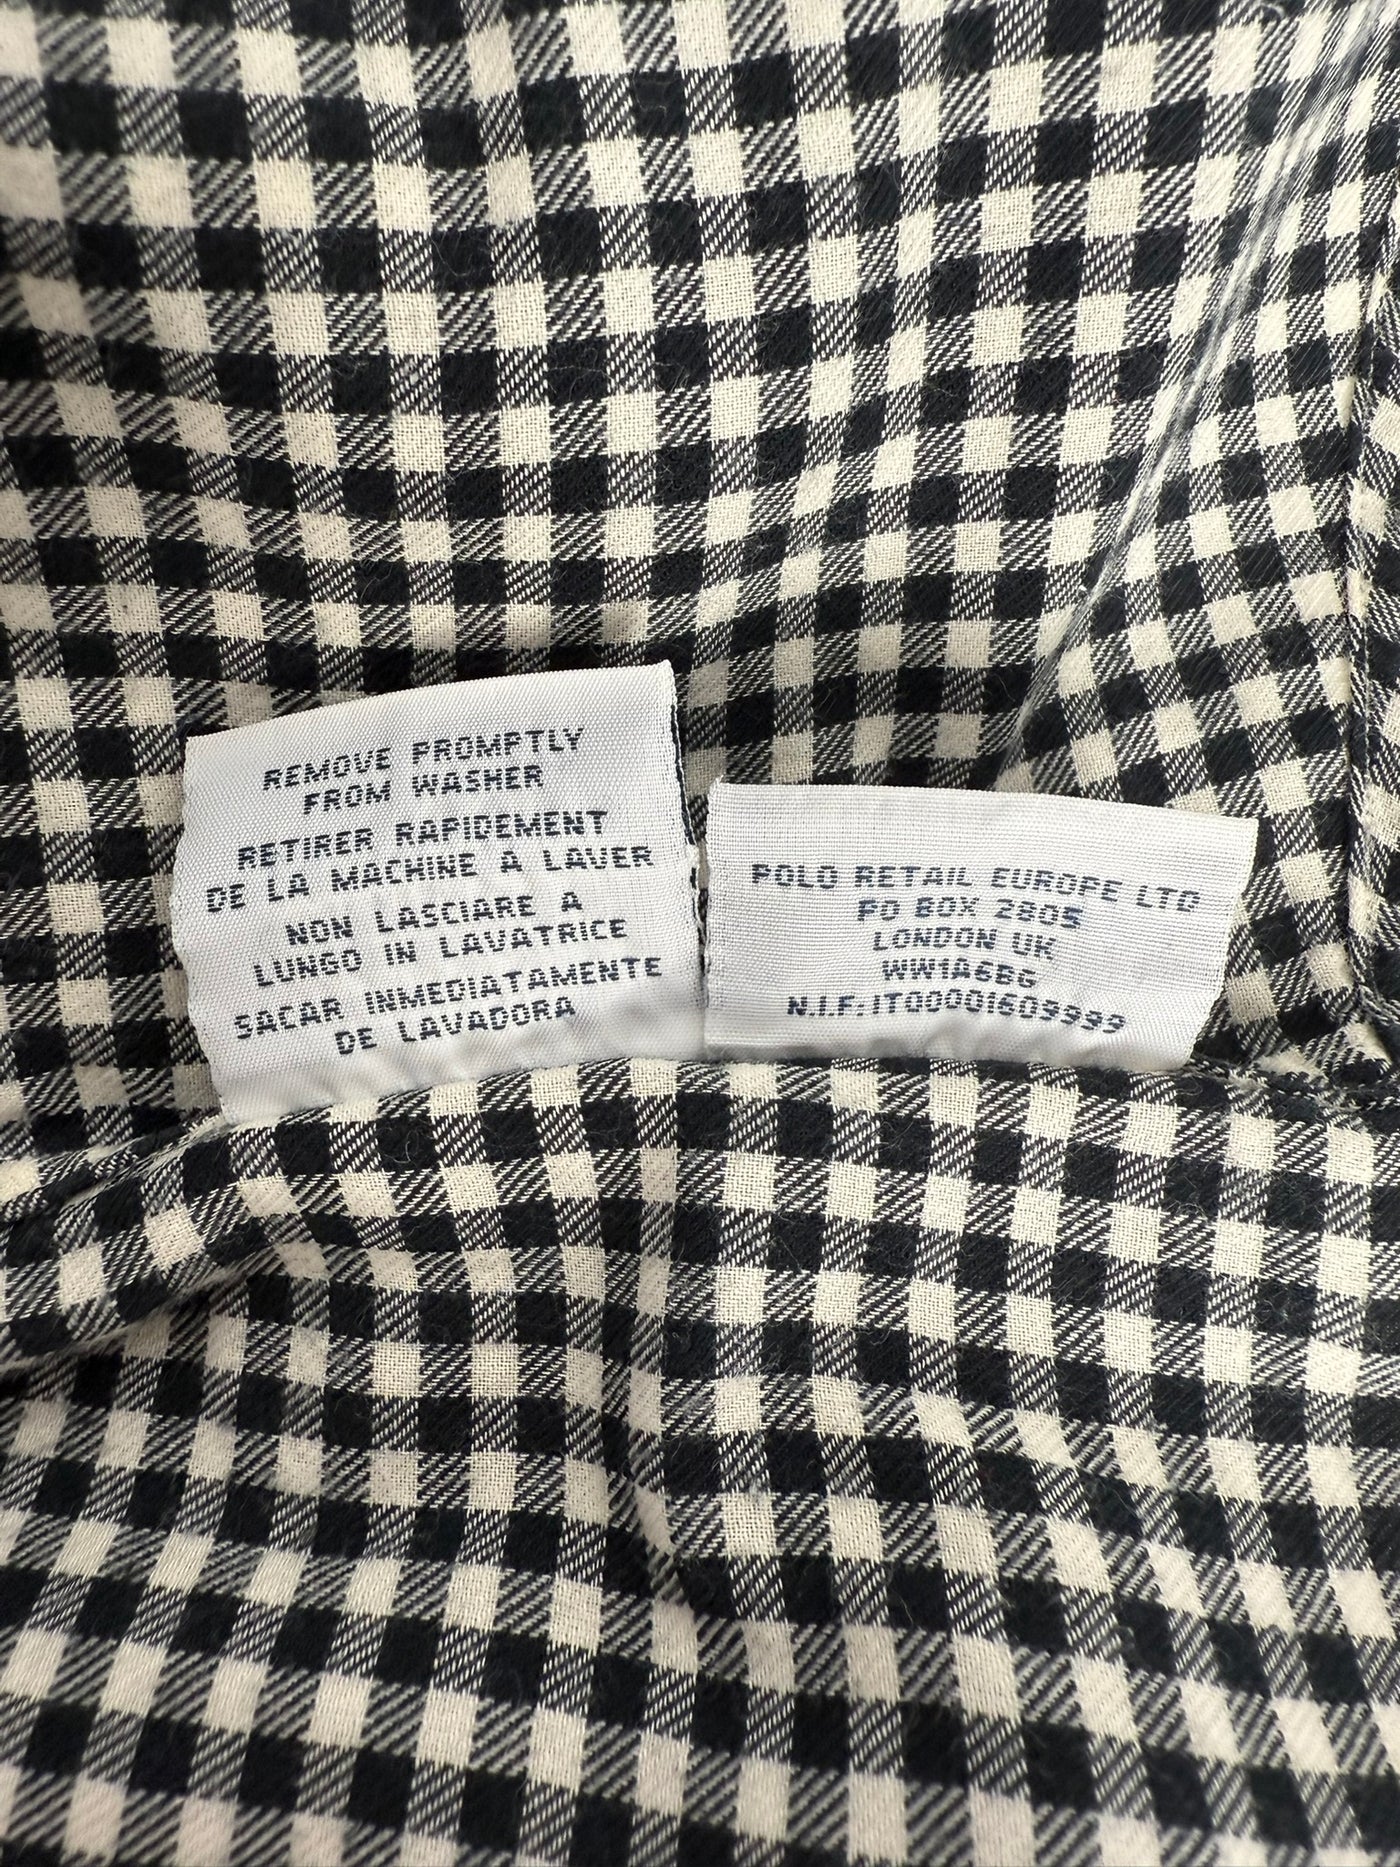 REMOVE PROMPTLY
FROM WASHER
RETIRER RAPIDEMENT
DE LA MACHINE A LAVER
NON LASCIARE A
LUNGO IN LAVATRICE
SACAR INMEDIATAMENTE
DE LAVADORA
POLO RETAIL EUROPE LTD
PO BOX 2805
LONDON UK
WW1A6BG
N.I.F:IT00001609999